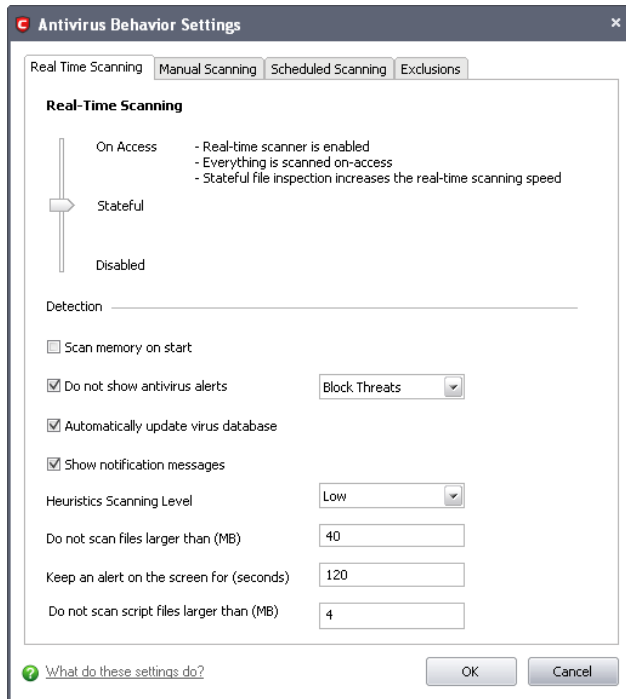 Antivirus Behavior Settings
Real Time Scanning
Manual Scanning
Scheduled Scanning
Exclusions
Real-Time Scanning
On Access
- Real-time scanner is enabled
- Everything is scanned on-access
- Stateful file inspection increases the real-time scanning speed
Stateful
Disabled
Detection
Scan memory on start
Do not show antivirus alerts
Block Threats
Automatically update virus database
Show notification messages
Heuristics Scanning Level
Low
Do not scan files larger than (MB)
40
Keep an alert on the screen for (seconds)
120
Do not scan script files larger than (MB)
4
What do these settings do?
OK
Cancel